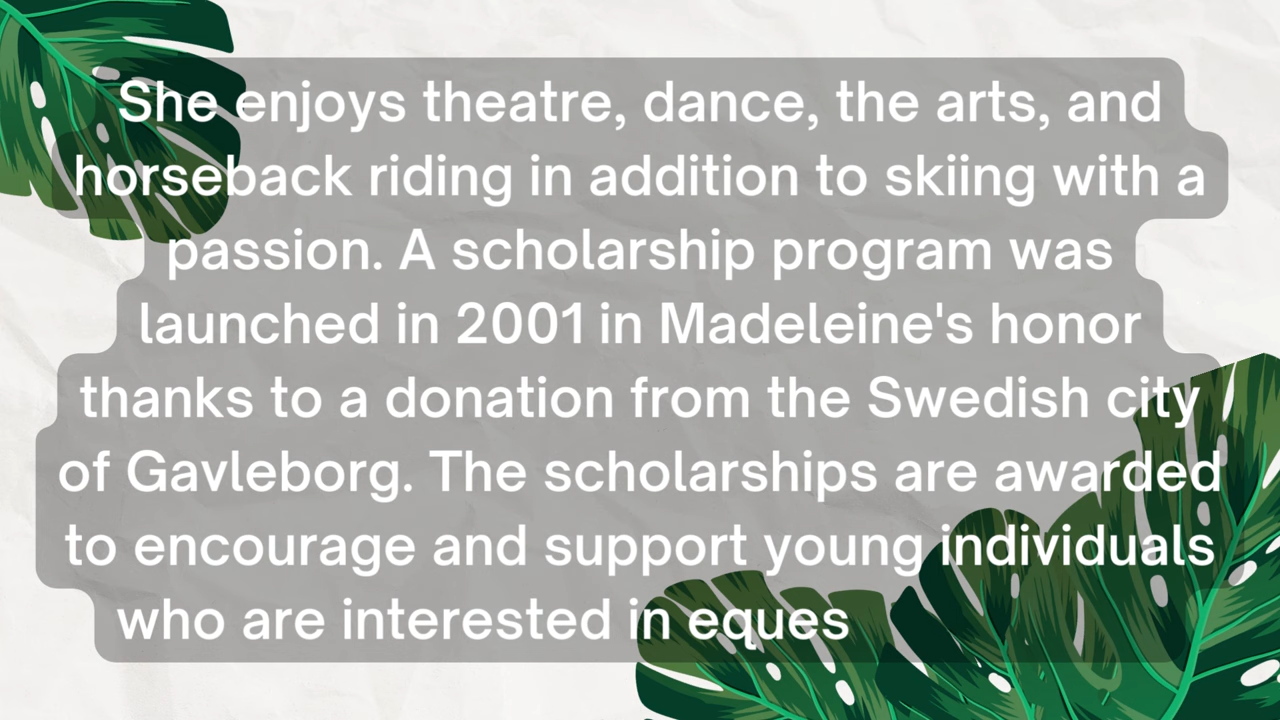 She enjoys theatre, dance, the arts, and
horseback riding in addition to skiing with a
passion. A scholarship program was
launched in 2001 in Madeleine's honor
thanks to a donation from the Swedish city
of Gavleborg. The scholarships are awarded
to encourage and support young individuals
who are interested in eques